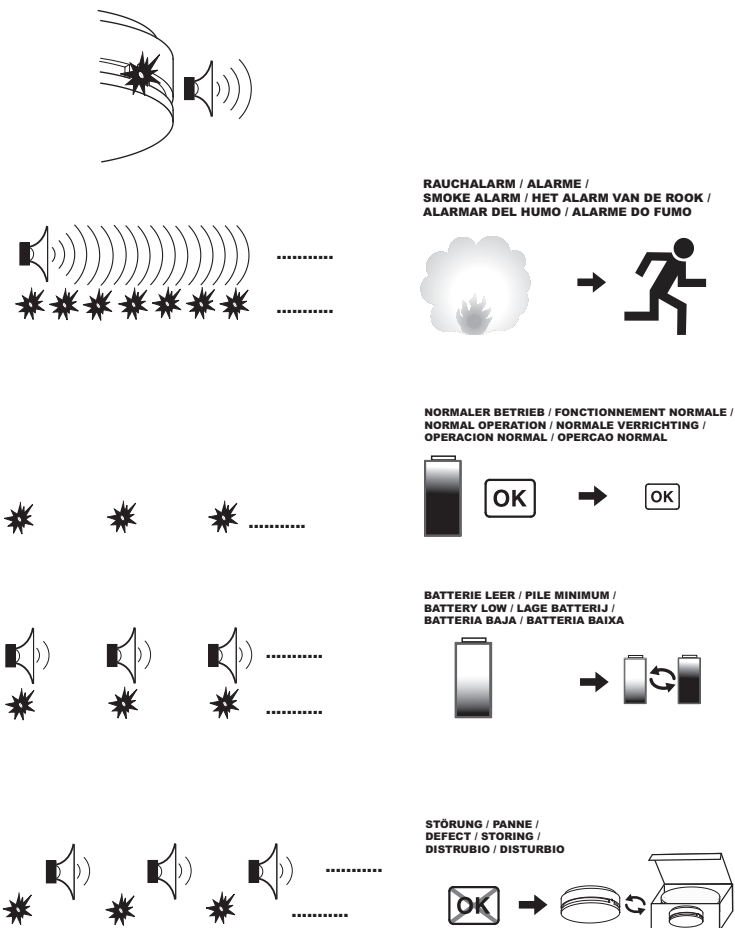 RAUCHALARM / ALARME /
SMOKE ALARM / HET ALARM VAN DE ROOK /
ALARMAR DEL HUMO / ALARME DO FUMO
NORMALER BETRIEB / FONCTIONNEMENT NORMALE /
NORMAL OPERATION / NORMALE VERRICHTING /
OPERACION NORMAL / OPERCAO NORMAL
OK
OK
BATTERIE LEER / PILE MINIMUM /
BATTERY LOW / LAGE BATTERIJ /
BATTERIA BAJA / BATTERIA BAIXA
STÖRUNG / PANNE /
DEFECT / STORING /
DISTRUBIO / DISTURBIO
OK